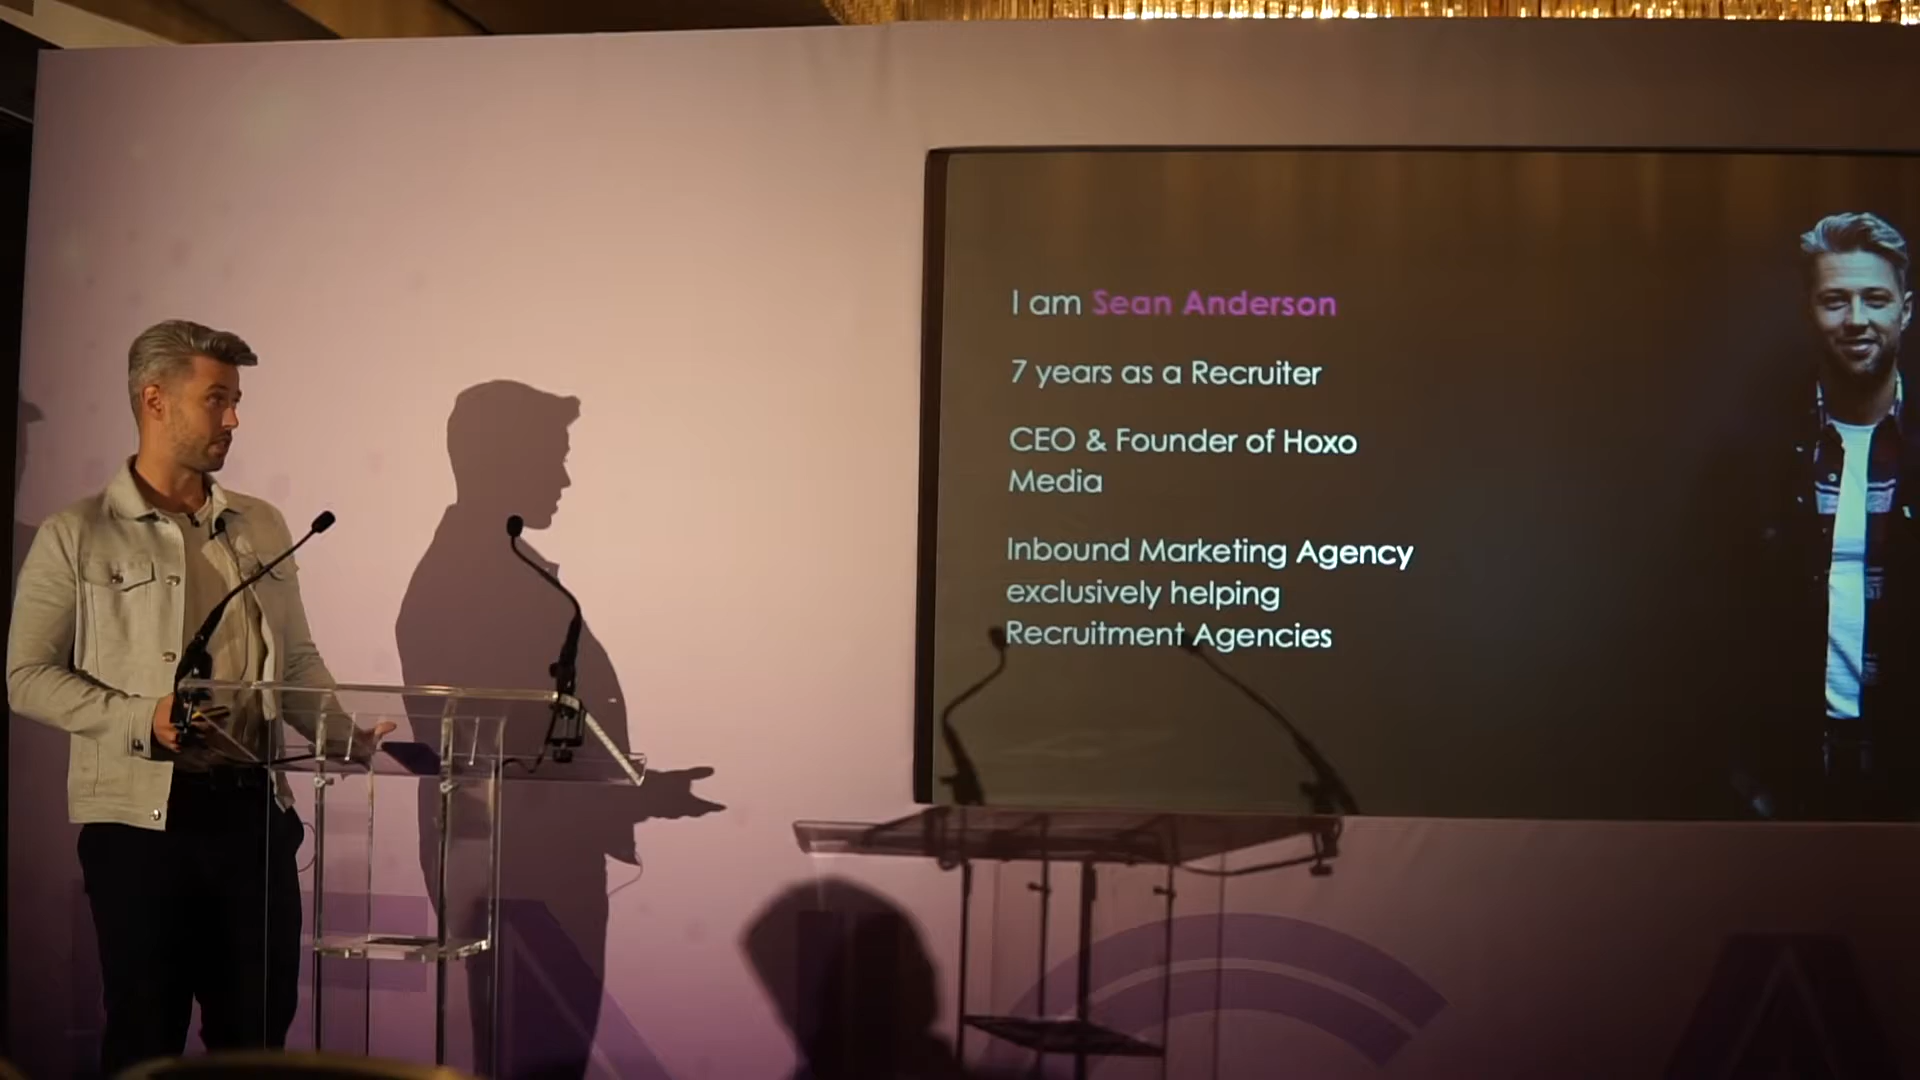 I am Sean Anderson
7 years as a Recruiter
CEO & Founder of Hoxo
Media
Inbound Marketing Agency
exclusively helping
Recruitment Agencies